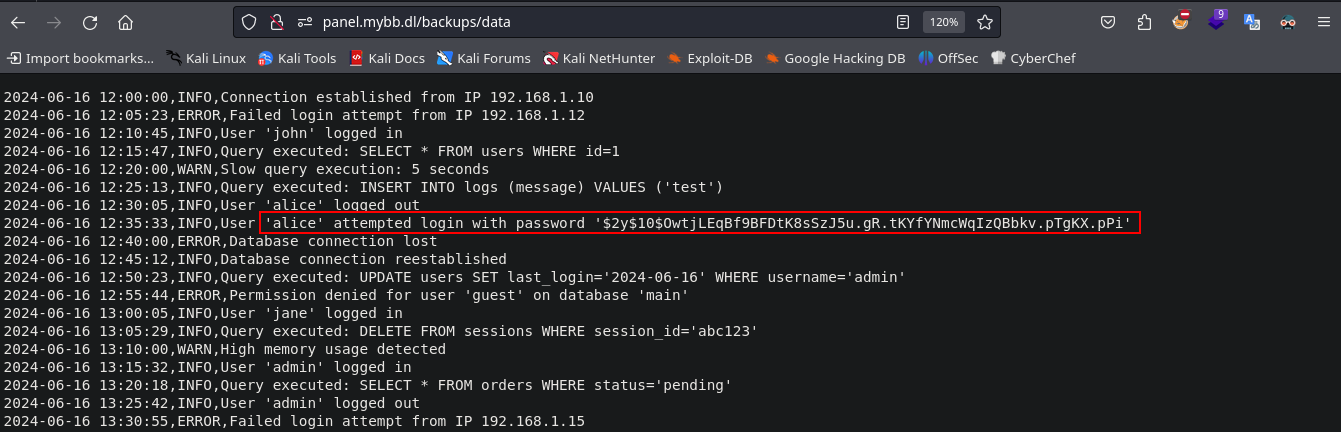 panel.mybb.dl/backups/data
120%
9
Import bookmarks...
Kali Linux
Kali Tools
Kali Docs
Kali Forums
Kali NetHunter
Exploit-DB
Google Hacking DB
OffSec
CyberChef
2024-06-16 12:00:00,INFO,Connection established from IP 192.168.1.10
2024-06-16 12:05:23,ERROR,Failed login attempt from IP 192.168.1.12
2024-06-16 12:10:45,INFO,User 'john' logged in
2024-06-16 12:15:47,INFO,Query executed: SELECT * FROM users WHERE id=1
2024-06-16 12:20:00,WARN,Slow query execution: 5 seconds
2024-06-16 12:25:13,INFO,Query executed: INSERT INTO logs (message) VALUES ('test')
2024-06-16 12:30:05,INFO,User 'alice' logged out
2024-06-16 12:35:33,INFO,User 'alice' attempted login with password '$2y$10$OwtjLEqBf9BFDtK8sSzJ5u.gR.tKYfYNmcWqIzQBbkv.pTgKX.pPi'
2024-06-16 12:40:00,ERROR,Database connection lost
2024-06-16 12:45:12,INFO,Database connection reestablished
2024-06-16 12:50:23,INFO,Query executed: UPDATE users SET last_login='2024-06-16' WHERE username='admin'
2024-06-16 12:55:44,ERROR,Permission denied for user 'guest' on database 'main'
2024-06-16 13:00:05,INFO,User 'jane' logged in
2024-06-16 13:05:29,INFO,Query executed: DELETE FROM sessions WHERE session_id='abc123'
2024-06-16 13:10:00,WARN,High memory usage detected
2024-06-16 13:15:32,INFO,User 'admin' logged in
2024-06-16 13:20:18,INFO,Query executed: SELECT * FROM orders WHERE status='pending'
2024-06-16 13:25:42,INFO,User 'admin' logged out
2024-06-16 13:30:55,ERROR,Failed login attempt from IP 192.168.1.15